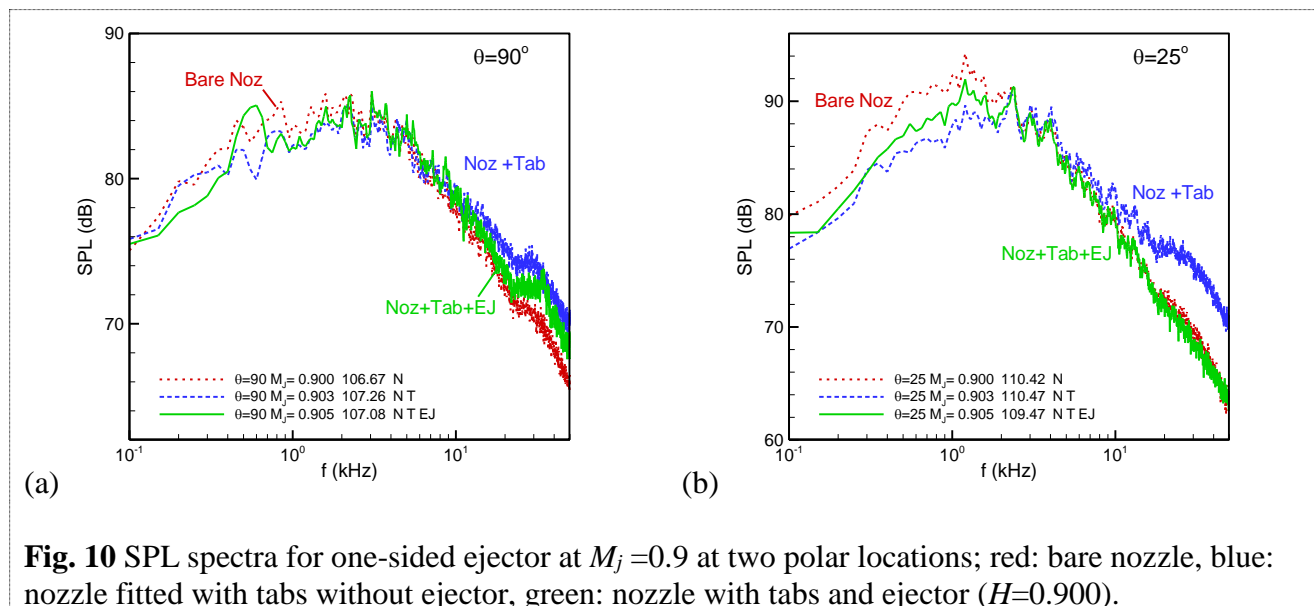 90
80
70
SPL (dB)
θ=90°
Bare Noz
Noz +Tab
Noz+Tab+EJ
θ=90 MJ= 0.900 106.67 N
θ=90 MJ= 0.903 107.26 N T
θ=90 MJ= 0.905 107.08 N T EJ
10-1 100 101
f (kHz)
(a)
90
80
70
60
SPL (dB)
θ=25°
Bare Noz
Noz +Tab
Noz+Tab+EJ
θ=25 MJ= 0.900 110.42 N
θ=25 MJ= 0.903 110.47 N T
θ=25 MJ= 0.905 109.47 N T EJ
10-1 100 101
f (kHz)
(b)
Fig. 10 SPL spectra for one-sided ejector at Mj =0.9 at two polar locations; red: bare nozzle, blue:
nozzle fitted with tabs without ejector, green: nozzle with tabs and ejector (H=0.900).